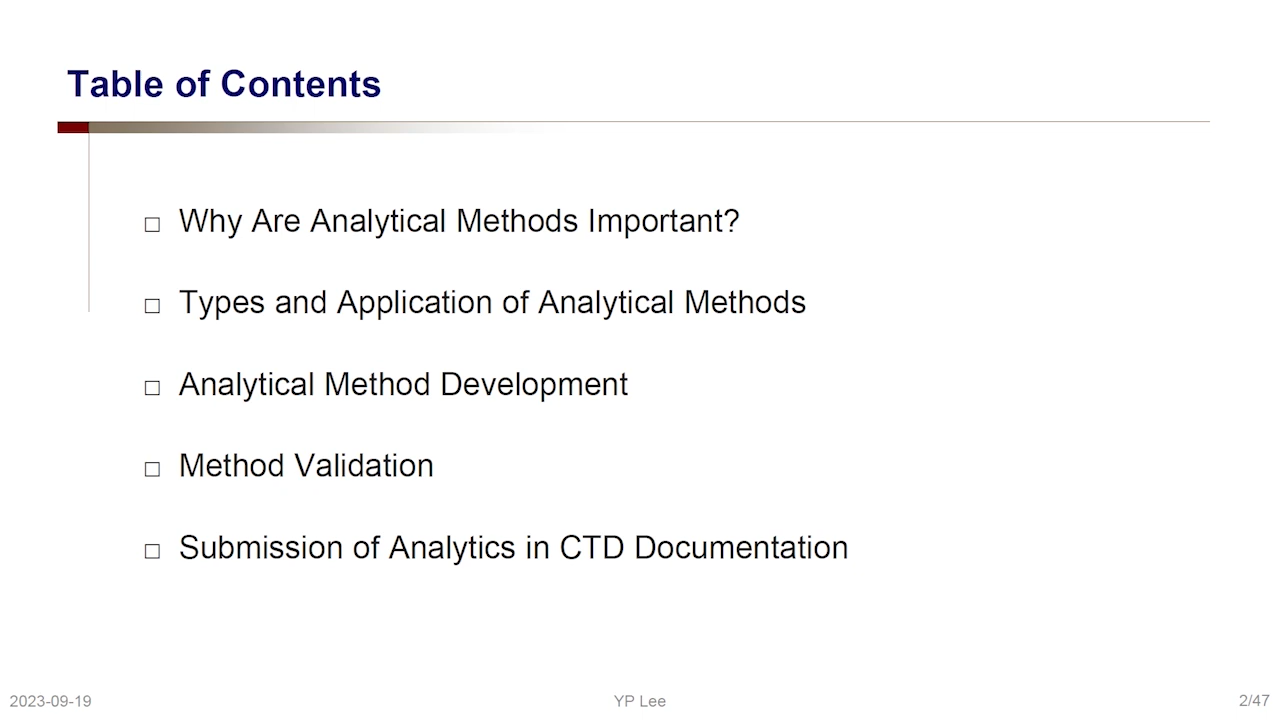 Table of Contents
□ Why Are Analytical Methods Important?
□ Types and Application of Analytical Methods
□ Analytical Method Development
□ Method Validation
□ Submission of Analytics in CTD Documentation
2023-09-19
YP Lee
2/47